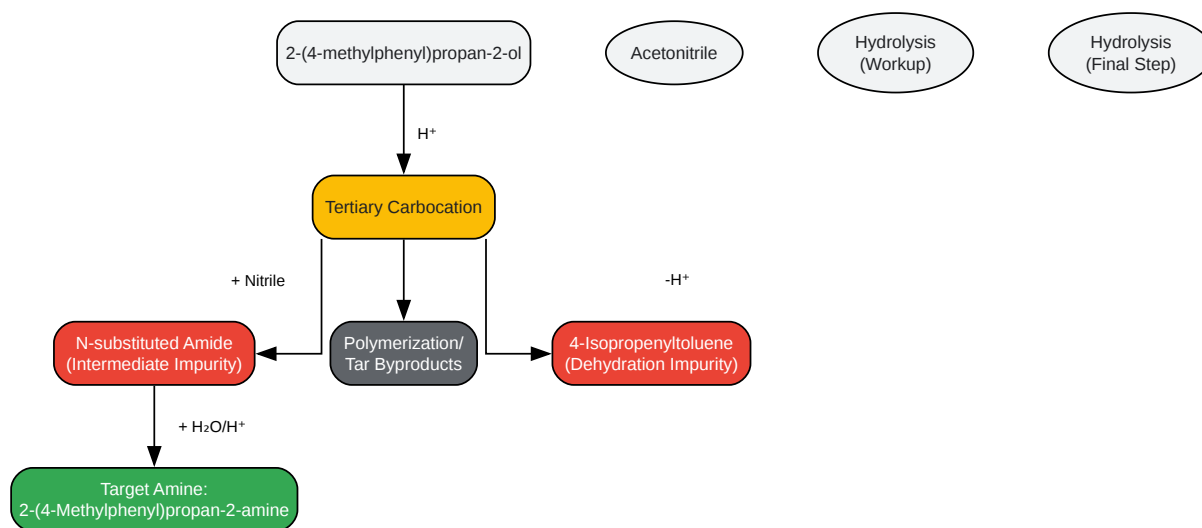 2-(4-methylphenyl)propan-2-ol
Acetonitrile
Hydrolysis
(Workup)
Hydrolysis
(Final Step)
H⁺
Tertiary Carbocation
+ Nitrile
-H⁺
N-substituted Amide
(Intermediate Impurity)
Polymerization/
Tar Byproducts
4-Isopropenyltoluene
(Dehydration Impurity)
+ H₂O/H⁺
Target Amine:
2-(4-Methylphenyl)propan-2-amine